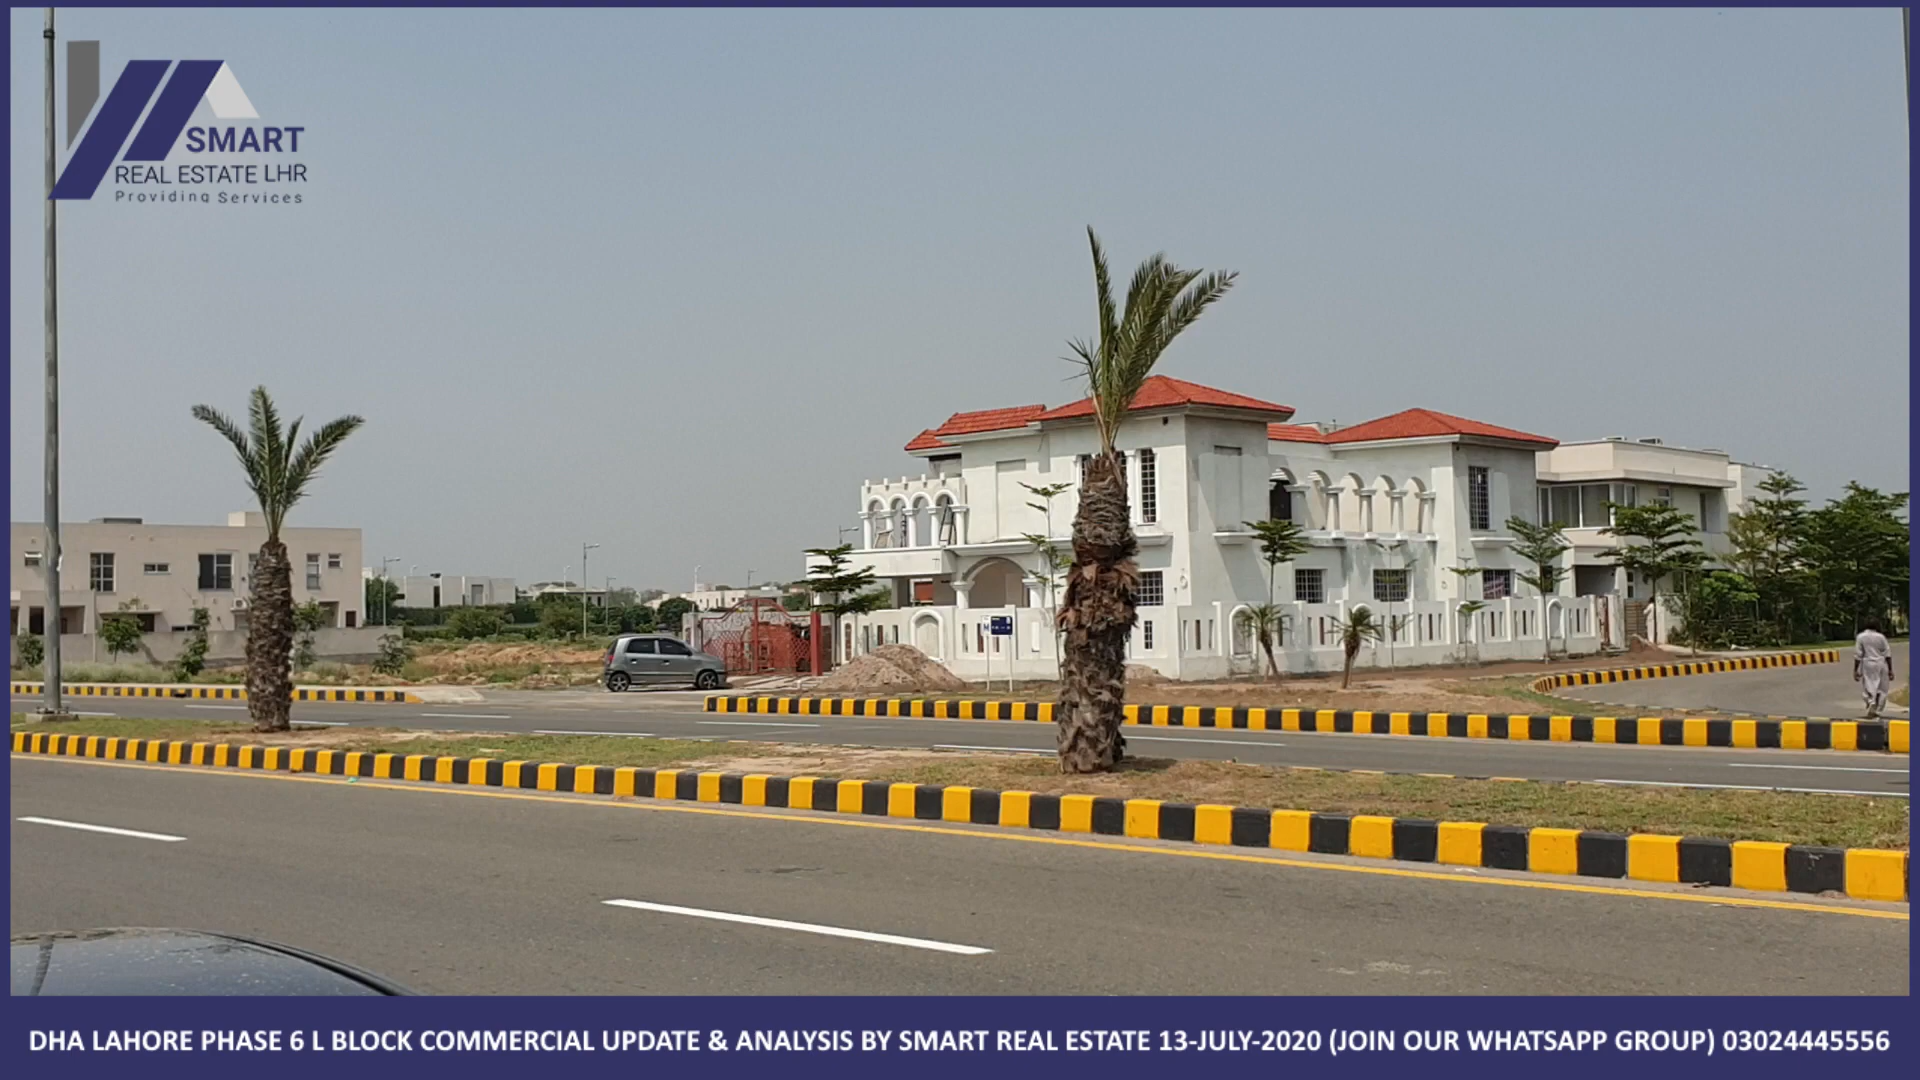 SMART
REAL ESTATE LHR
Providing Services
DHA LAHORE PHASE 6 L BLOCK COMMERCIAL UPDATE & ANALYSIS BY SMART REAL ESTATE 13-JULY-2020 (JOIN OUR WHATSAPP GROUP) 03024445556